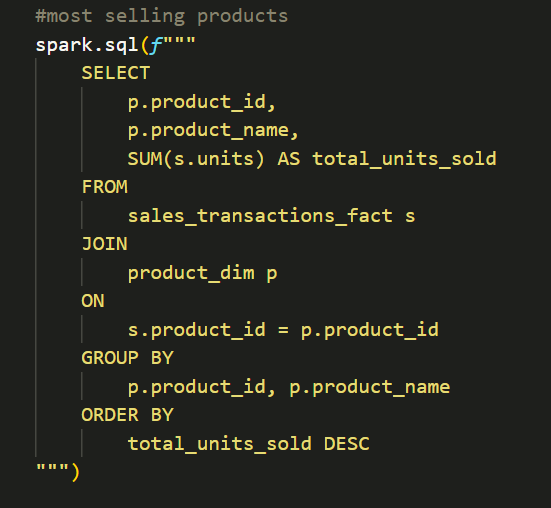 #most selling products
spark.sql(f"""
    SELECT
        p.product_id,
        p.product_name,
        SUM(s.units) AS total_units_sold
    FROM
        sales_transactions_fact s
    JOIN
        product_dim p
    ON
        s.product_id = p.product_id
    GROUP BY
        p.product_id, p.product_name
    ORDER BY
        total_units_sold DESC
""")